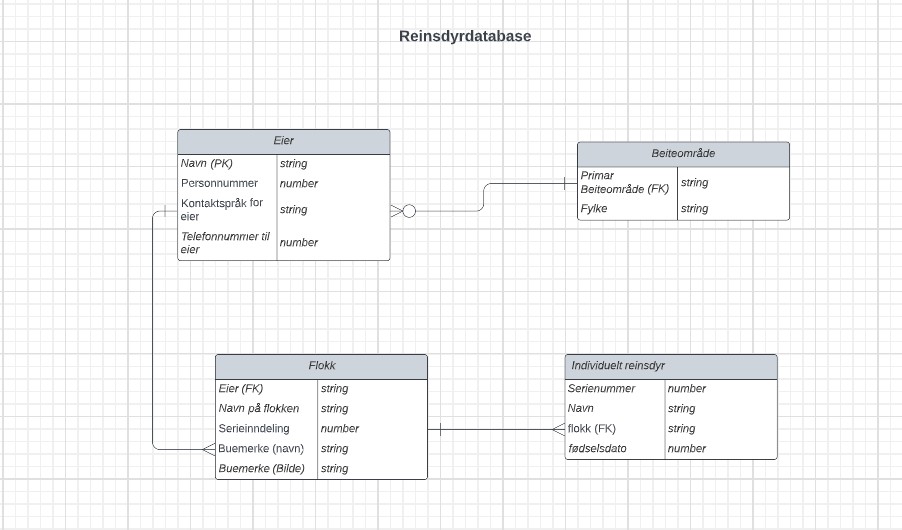 Reinsdyrdatabase
Eier
Navn (PK) string
Personnummer number
Kontaktspråk for
eier string
Telefonnummer til
eier number
Beiteområde
Primar
Beiteområde (FK) string
Fylke string
Flokk
Eier (FK) string
Navn på flokken string
Serieinndeling number
Buemerke (navn) string
Buemerke (Bilde) string
Individuelt reinsdyr
Serienummer number
Navn string
flokk (FK) string
fødselsdato number